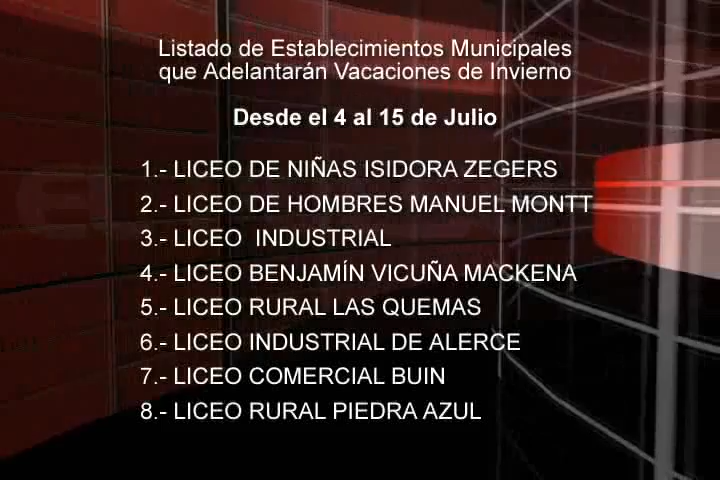 Listado de Establecimientos Municipales
que Adelantarán Vacaciones de Invierno
Desde el 4 al 15 de Julio
1.- LICEO DE NIÑAS ISIDORA ZEGERS
2.- LICEO DE HOMBRES MANUEL MONTT
3.- LICEO  INDUSTRIAL
4.- LICEO BENJAMÍN VICUÑA MACKENA
5.- LICEO RURAL LAS QUEMAS
6.- LICEO INDUSTRIAL DE ALERCE
7.- LICEO COMERCIAL BUIN
8.- LICEO RURAL PIEDRA AZUL